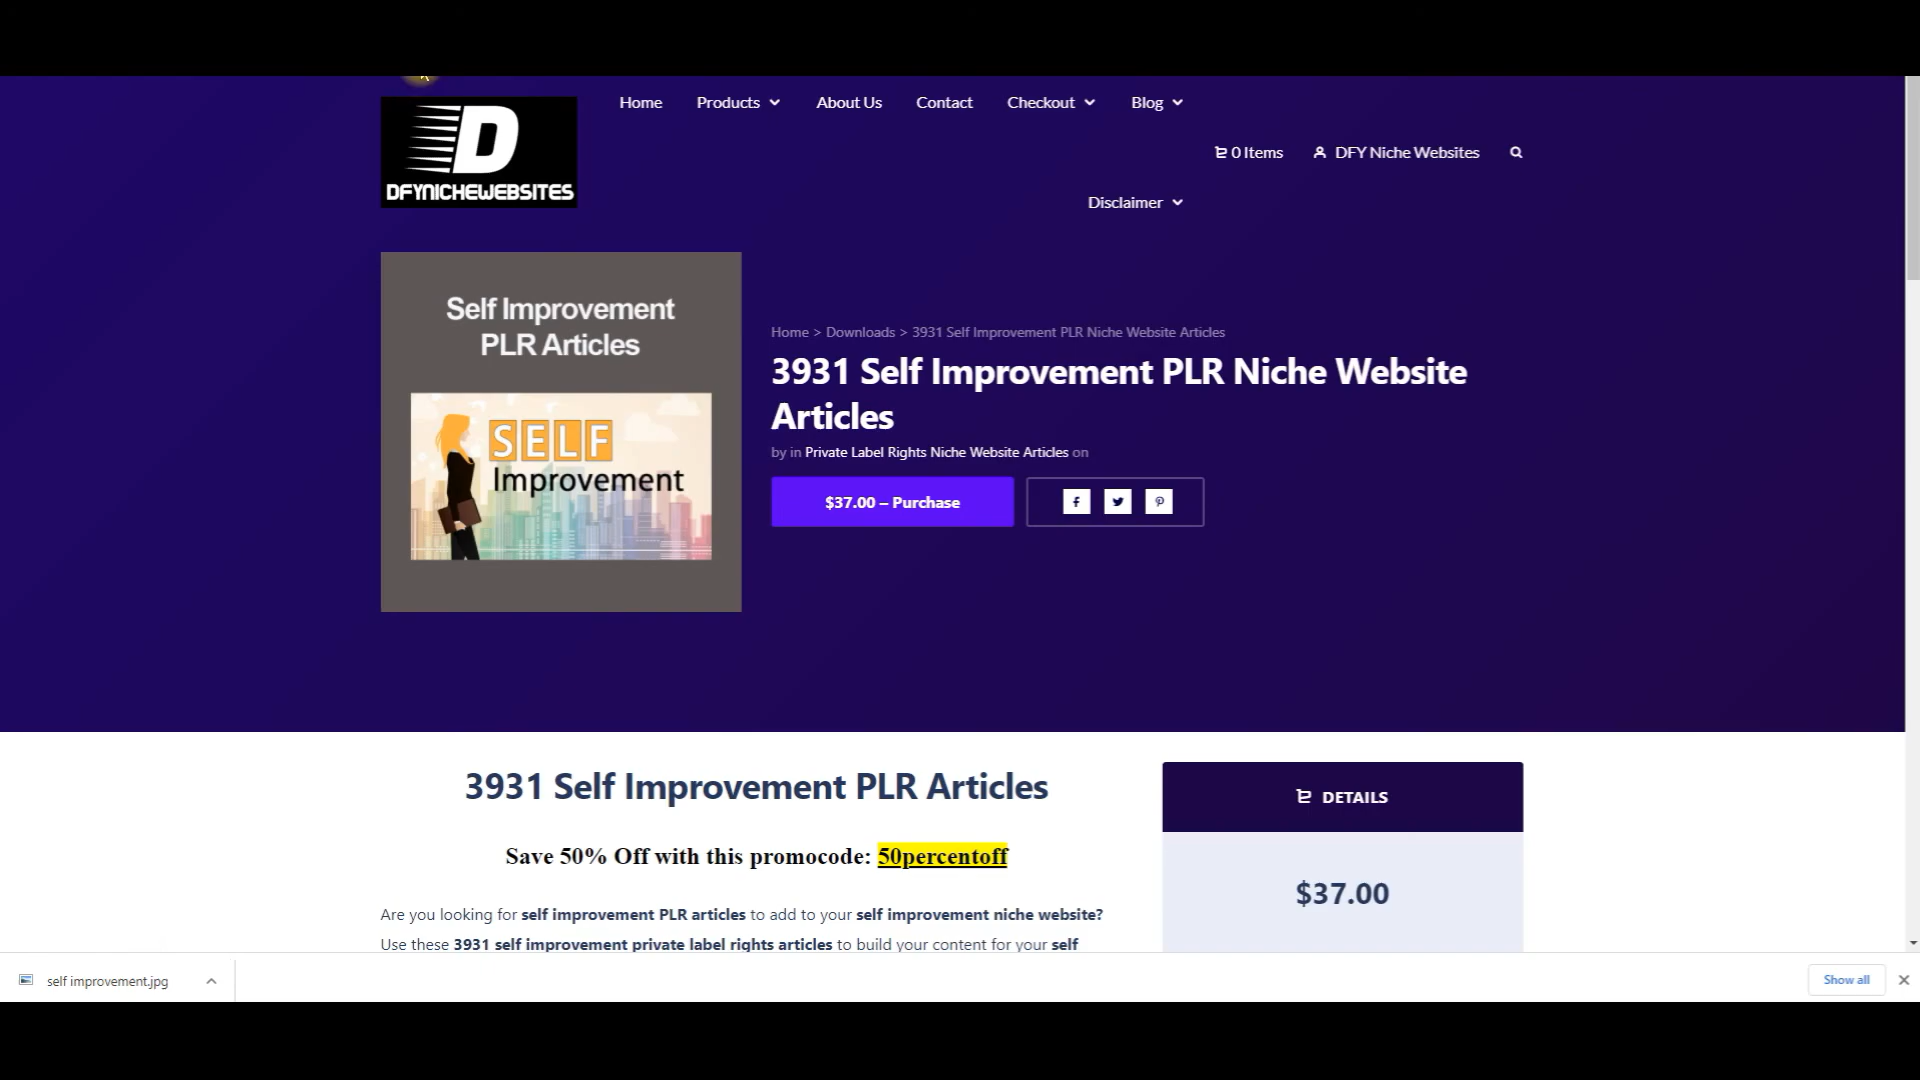 Home Products About Us Contact Checkout Blog
D
DFYNICHEWEBSITES
0 Items DFY Niche Websites
Disclaimer
Self Improvement
PLR Articles
SELF
Improvement
Home > Downloads > 3931 Self Improvement PLR Niche Website Articles
3931 Self Improvement PLR Niche Website
Articles
by in Private Label Rights Niche Website Articles on
$37.00 – Purchase
3931 Self Improvement PLR Articles
Save 50% Off with this promocode: 50percentoff
Are you looking for self improvement PLR articles to add to your self improvement niche website?
Use these 3931 self improvement private label rights articles to build your content for your self
DETAILS
$37.00
self improvement.jpg
Show all